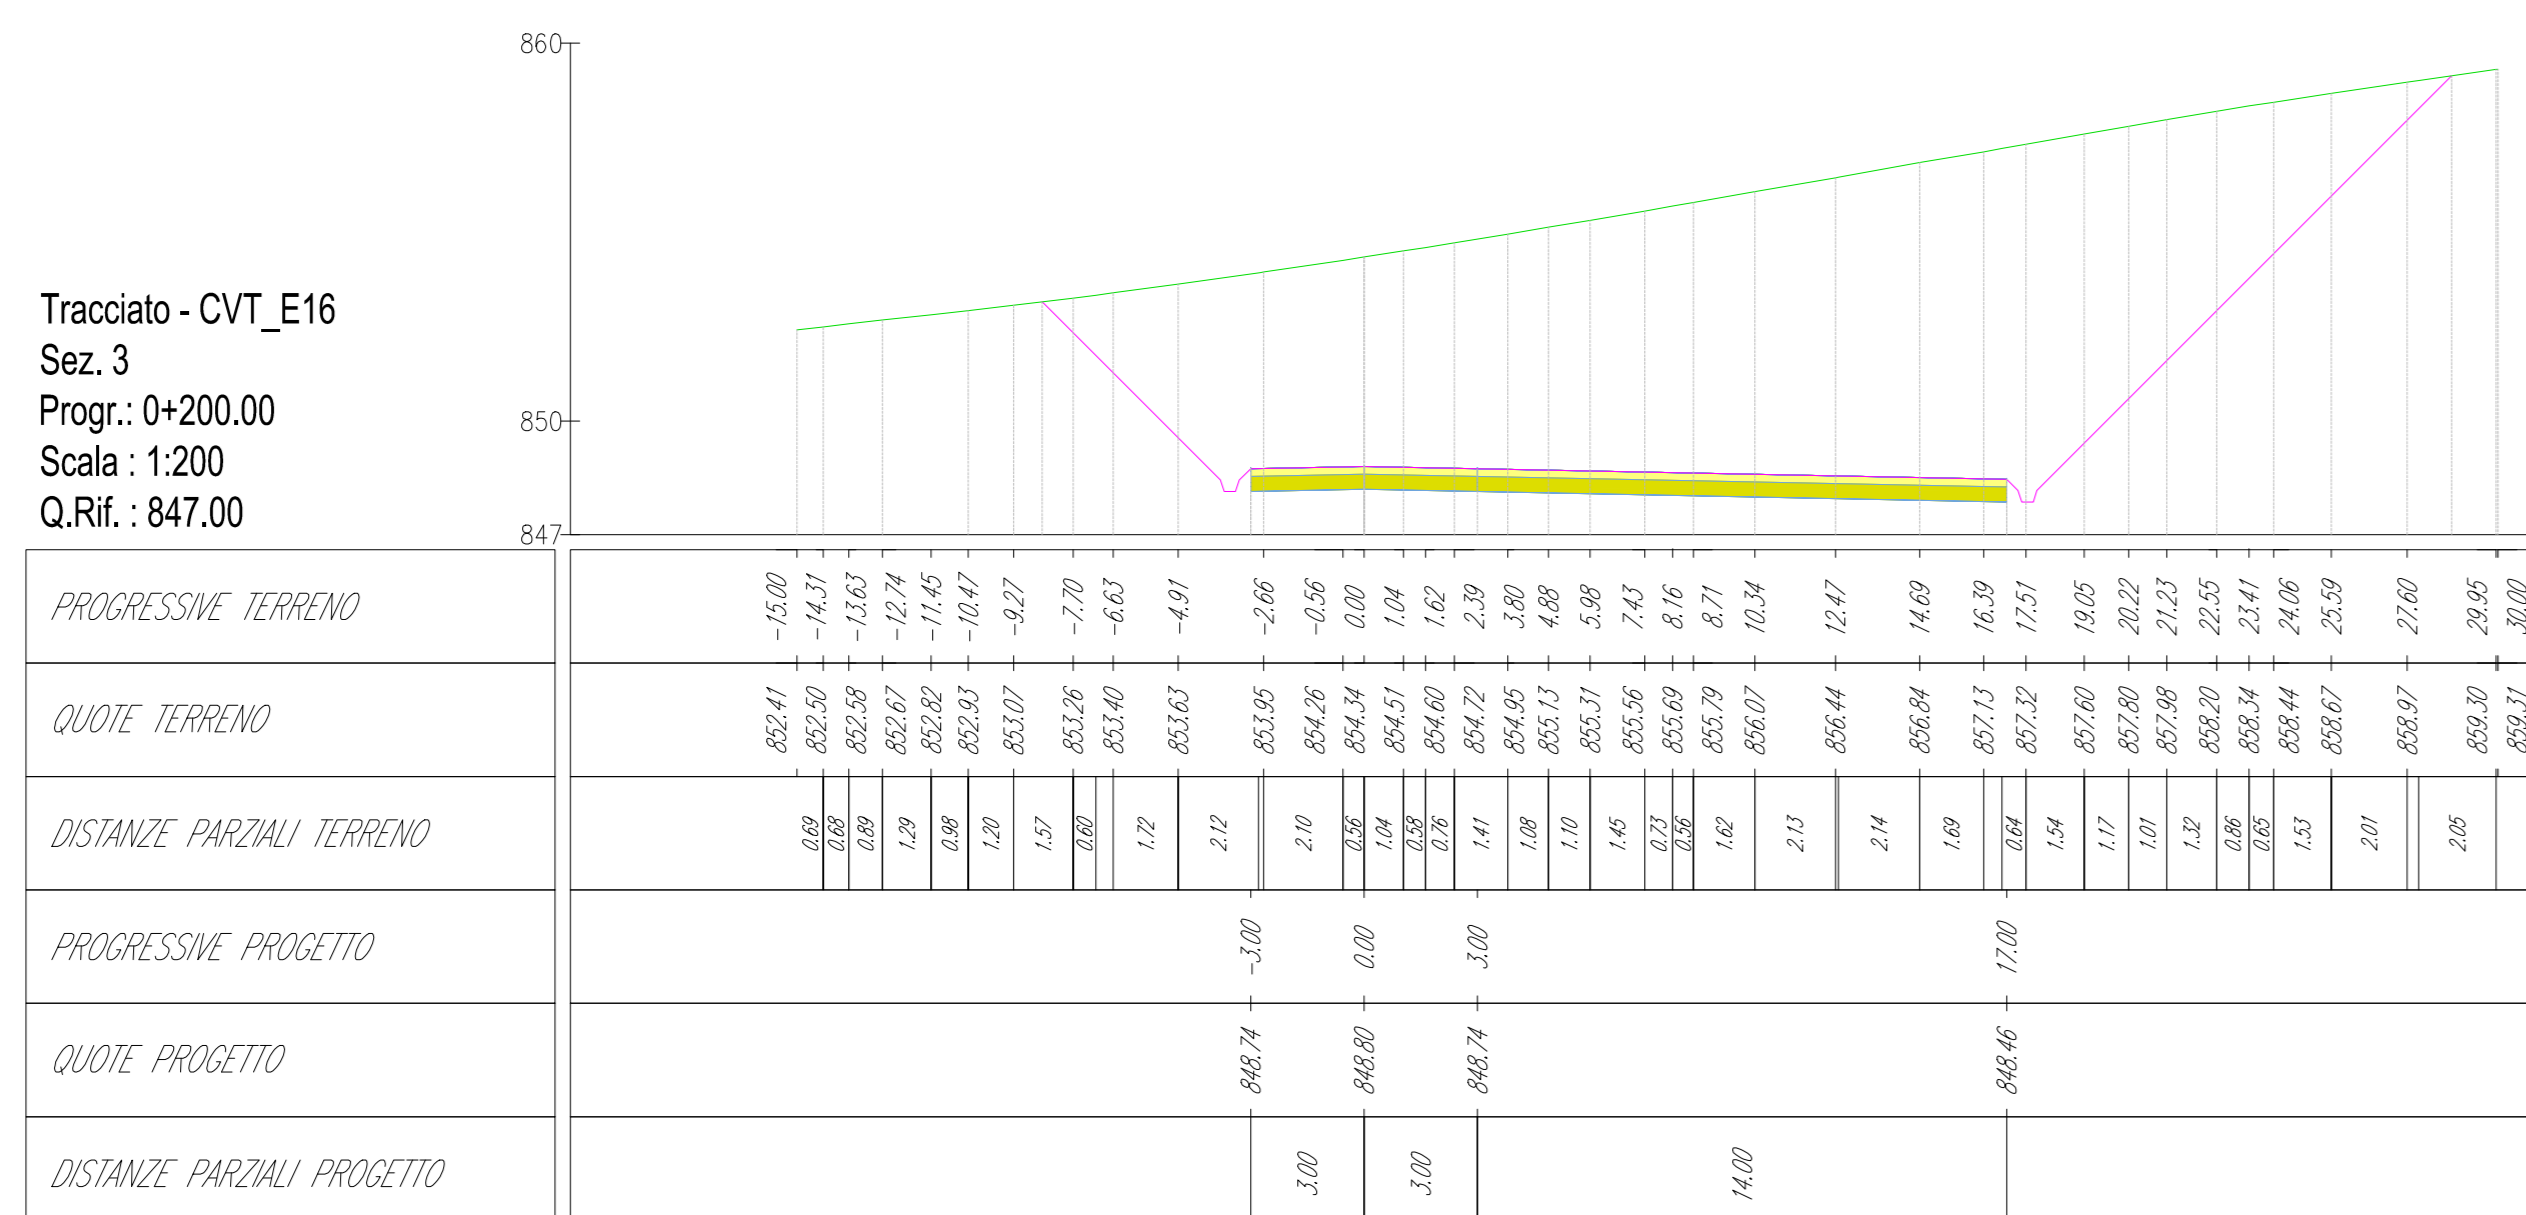 860
850
847
Tracciato - CVT_E16
Sez. 3
Progr.: 0+200.00
Scala : 1:200
Q.Rif. : 847.00
PROGRESSIVE TERRENO -15.00 -14.31 -13.63 -12.74 -11.45 -10.47 -9.27 -7.70 -6.63 -4.91 -2.66 -0.56 0.00 1.04 1.62 2.39 3.80 4.88 5.98 7.43 8.16 8.71 10.34 12.47 14.69 16.39 17.51 19.05 20.22 21.23 22.55 23.41 24.06 25.59 27.60 29.95 30.00
QUOTE TERRENO 852.41 852.50 852.58 852.67 852.82 852.93 853.07 853.26 853.40 853.63 853.95 854.26 854.34 854.51 854.60 854.72 854.95 855.13 855.31 855.56 855.69 855.79 856.07 856.44 856.84 857.13 857.32 857.60 857.80 857.98 858.20 858.34 858.44 858.67 858.97 859.30 859.31
DISTANZE PARZIALI TERRENO 0.69 0.68 0.89 1.29 0.98 1.20 1.57 0.60 1.72 2.12 2.10 0.56 1.04 0.58 0.76 1.41 1.08 1.10 1.45 0.73 0.56 1.62 2.13 2.14 1.69 0.64 1.54 1.17 1.01 1.32 0.86 0.65 1.53 2.01 2.05
PROGRESSIVE PROGETTO -3.00 0.00 3.00 17.00
QUOTE PROGETTO 848.74 848.80 848.74 848.46
DISTANZE PARZIALI PROGETTO 3.00 3.00 14.00